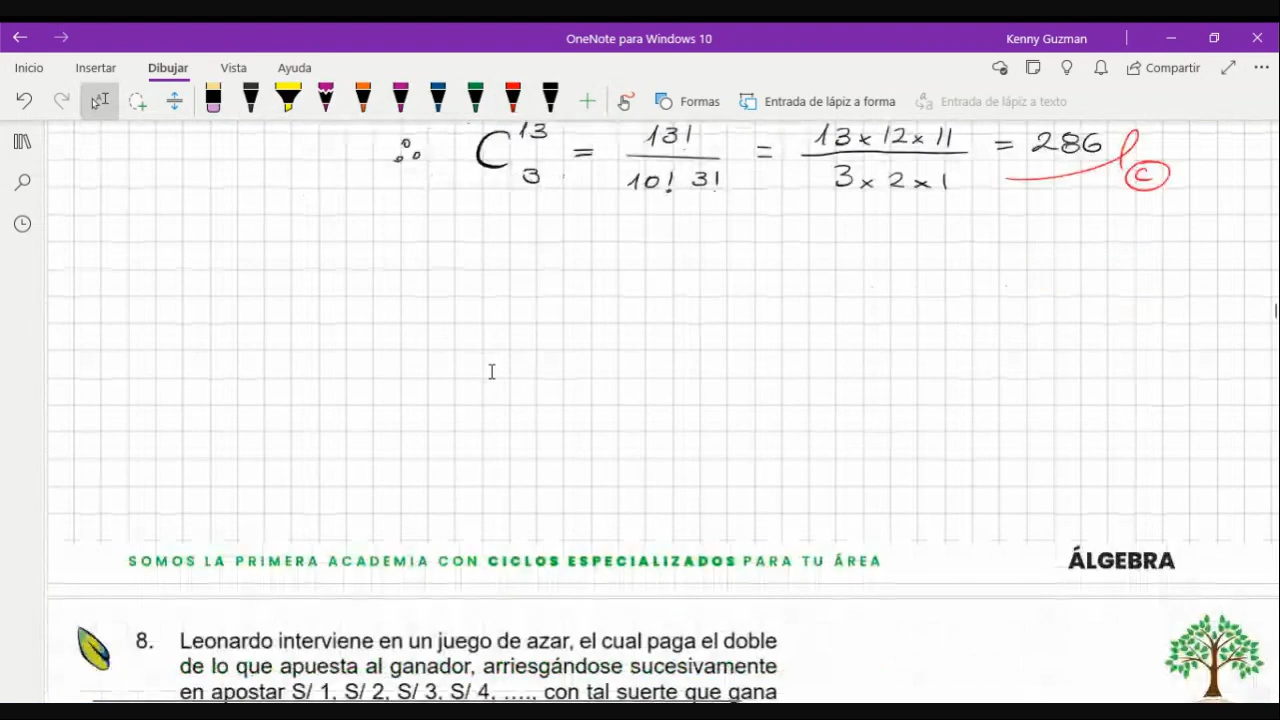 OneNote para Windows 10
Kenny Guzman
Inicio Insertar Dibujar Vista Ayuda
Compartir
Formas Entrada de lápiz a forma Entrada de lápiz a texto
∴ C 13 3 = 13! / 10! 3! = 13 x 12 x 11 / 3 x 2 x 1 = 286 C
SOMOS LA PRIMERA ACADEMIA CON CICLOS ESPECIALIZADOS PARA TU ÁREA
ÁLGEBRA
8. Leonardo interviene en un juego de azar, el cual paga el doble
de lo que apuesta al ganador, arriesgándose sucesivamente
en apostar S/ 1, S/ 2, S/ 3, S/ 4, ….., con tal suerte que gana